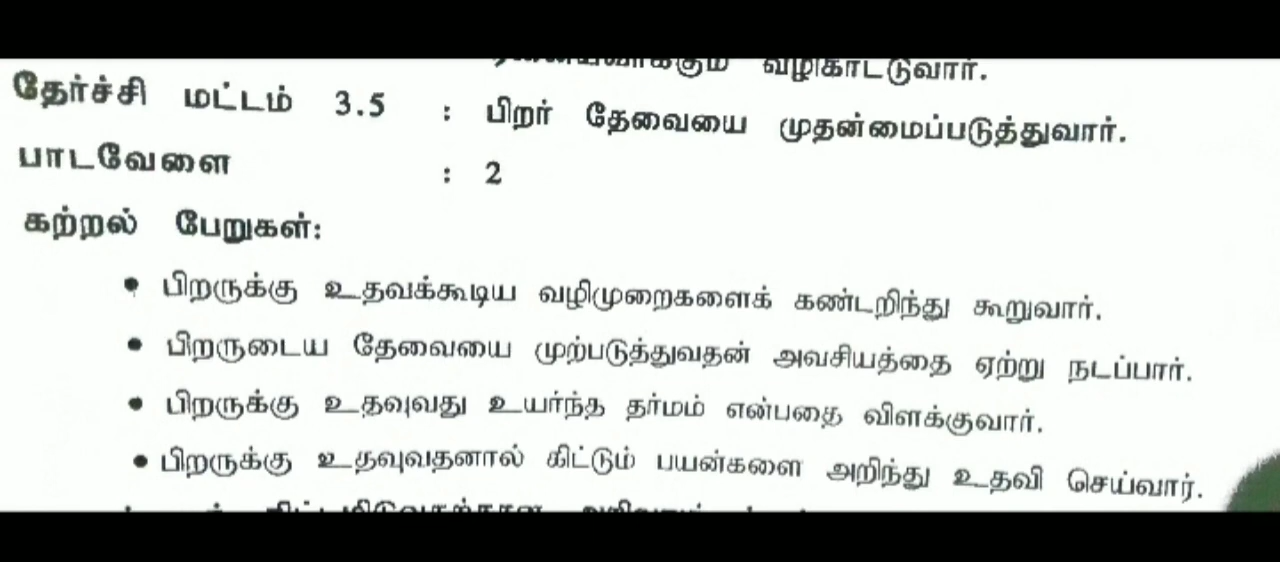 வழிகாட்டுவார்.
தேர்ச்சி மட்டம் 3.5 : பிறர் தேவையை முதன்மைப்படுத்துவார்.
பாடவேளை : 2
கற்றல் பேறுகள்:
• பிறருக்கு உதவக்கூடிய வழிமுறைகளைக் கண்டறிந்து கூறுவார்.
• பிறருடைய தேவையை முற்படுத்துவதன் அவசியத்தை ஏற்று நடப்பார்.
• பிறருக்கு உதவுவது உயர்ந்த தர்மம் என்பதை விளக்குவார்.
• பிறருக்கு உதவுவதனால் கிட்டும் பயன்களை அறிந்து உதவி செய்வார்.